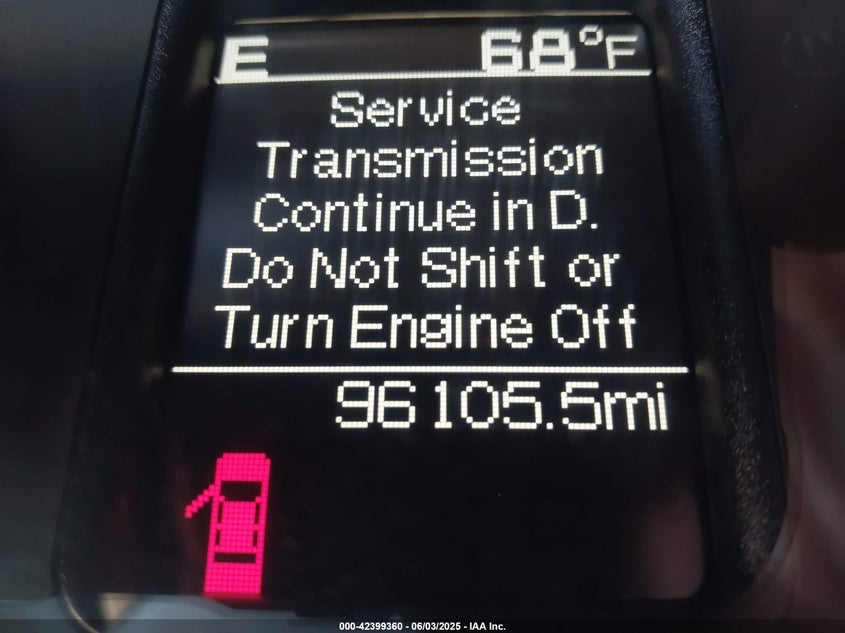 E 68°F
Service
Transmission
Continue in D.
Do Not Shift or
Turn Engine Off
96105.5mi
000-42399360 - 06/03/2025 - IAA Inc.